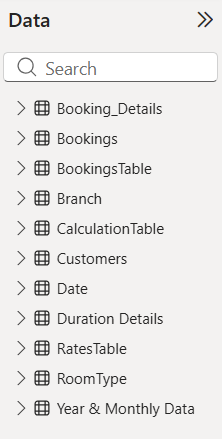 Data
Search
Booking_Details
Bookings
BookingsTable
Branch
CalculationTable
Customers
Date
Duration Details
RatesTable
RoomType
Year & Monthly Data